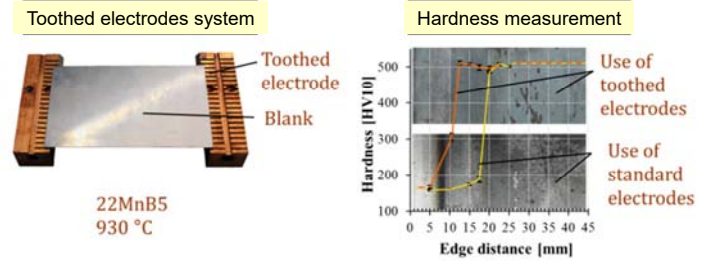 Toothed electrodes system
Toothed
electrode
Blank
22MnB5
930 °C
Hardness measurement
Hardness [HV10]
500
400
300
200
100
0 5 10 15 20 25 30 35 40 45
Edge distance [mm]
Use of
toothed
electrodes
Use of
standard
electrodes